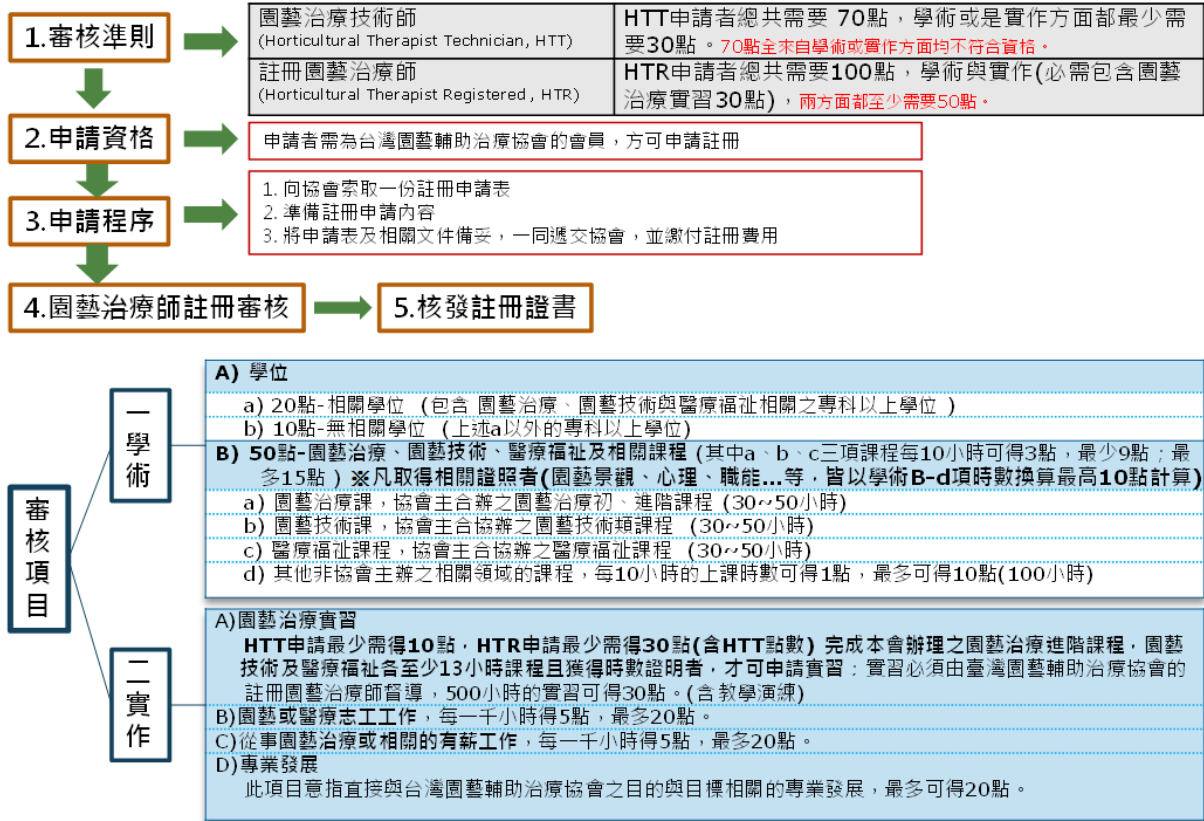 1.審核準則
園藝治療技術師
(Horticultural Therapist Technician, HTT)
HTT申請者總共需要 70點，學術或是實作方面都最少需
要30點。70點全來自學術或實作方面均不符合資格。
註冊園藝治療師
(Horticultural Therapist Registered , HTR)
HTR申請者總共需要100點，學術與實作(必需包含園藝
治療實習30點)，兩方面都至少需要50點。
2.申請資格
申請者需為台灣園藝輔助治療協會的會員，方可申請註冊
3.申請程序
1. 向協會索取一份註冊申請表
2. 準備註冊申請內容
3. 將申請表及相關文件備妥，一同遞交協會，並繳付註冊費用
4.園藝治療師註冊審核
5.核發註冊證書
審核項目
一學術
A) 學位
a) 20點-相關學位 (包含 園藝治療、園藝技術與醫療福祉相關之專科以上學位 )
b) 10點-無相關學位 (上述a以外的專科以上學位)
B) 50點-園藝治療、園藝技術、醫療福祉及相關課程 (其中a、b、c三項課程每10小時可得3點，最少9點；最
多15點 ) ※凡取得相關證照者(園藝景觀、心理、職能...等，皆以學術B-d項時數換算最高10點計算)
a) 園藝治療課，協會主合辦之園藝治療初、進階課程 (30~50小時)
b) 園藝技術課，協會主合協辦之園藝技術類課程 (30~50小時)
c) 醫療福祉課程，協會主合協辦之醫療福祉課程 (30~50小時)
d) 其他非協會主辦之相關領域的課程，每10小時的上課時數可得1點，最多可得10點(100小時)
二實作
A)園藝治療實習
HTT申請最少需得10點，HTR申請最少需得30點(含HTT點數) 完成本會辦理之園藝治療進階課程，園藝
技術及醫療福祉各至少13小時課程且獲得時數證明者，才可申請實習；實習必須由臺灣園藝輔助治療協會的
註冊園藝治療師督導，500小時的實習可得30點。(含教學演練)
B)園藝或醫療志工工作，每一千小時得5點，最多20點。
C)從事園藝治療或相關的有薪工作，每一千小時得5點，最多20點。
D)專業發展
此項目意指直接與台灣園藝輔助治療協會之目的與目標相關的專業發展，最多可得20點。